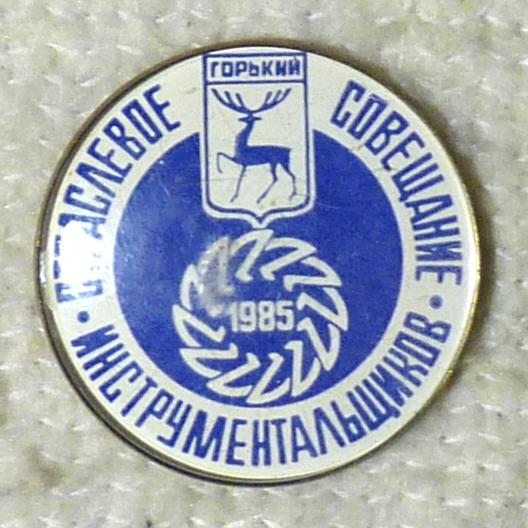 ГОРЬКИЙ
ОТРАСЛЕВОЕ СОВЕЩАНИЕ
• ИНСТРУМЕНТАЛЬЩИКОВ •
1985